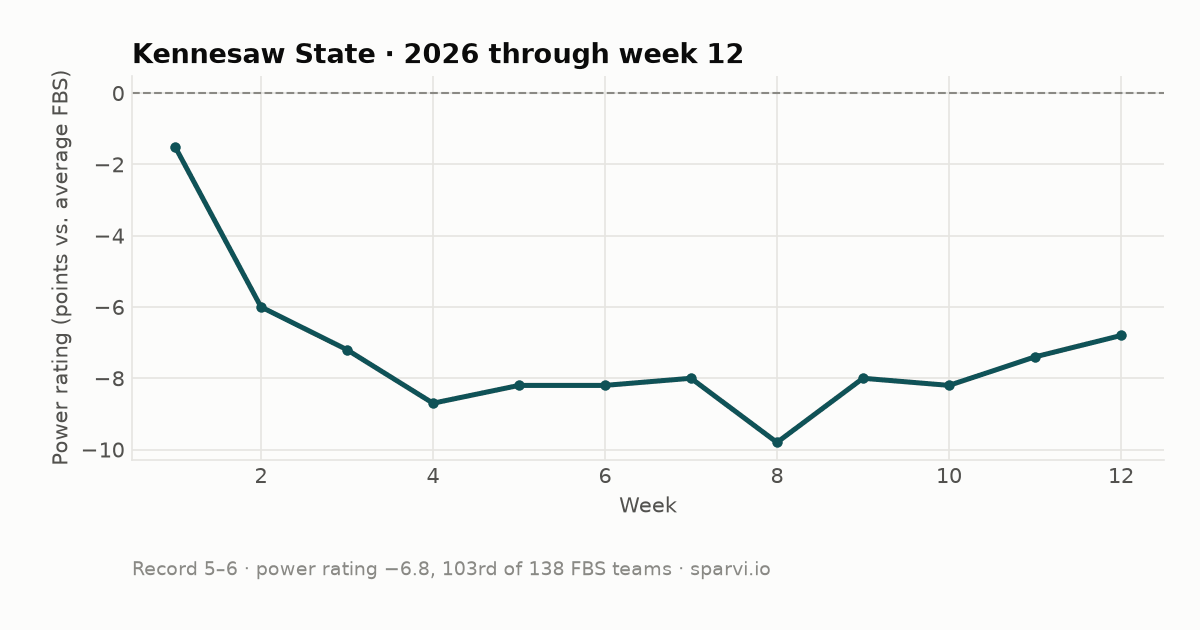 Kennesaw State · 2026 through week 12
Power rating (points vs. average FBS)
0
−2
−4
−6
−8
−10
2 4 6 8 10 12
Week
Record 5–6 · power rating −6.8, 103rd of 138 FBS teams · sparvi.io